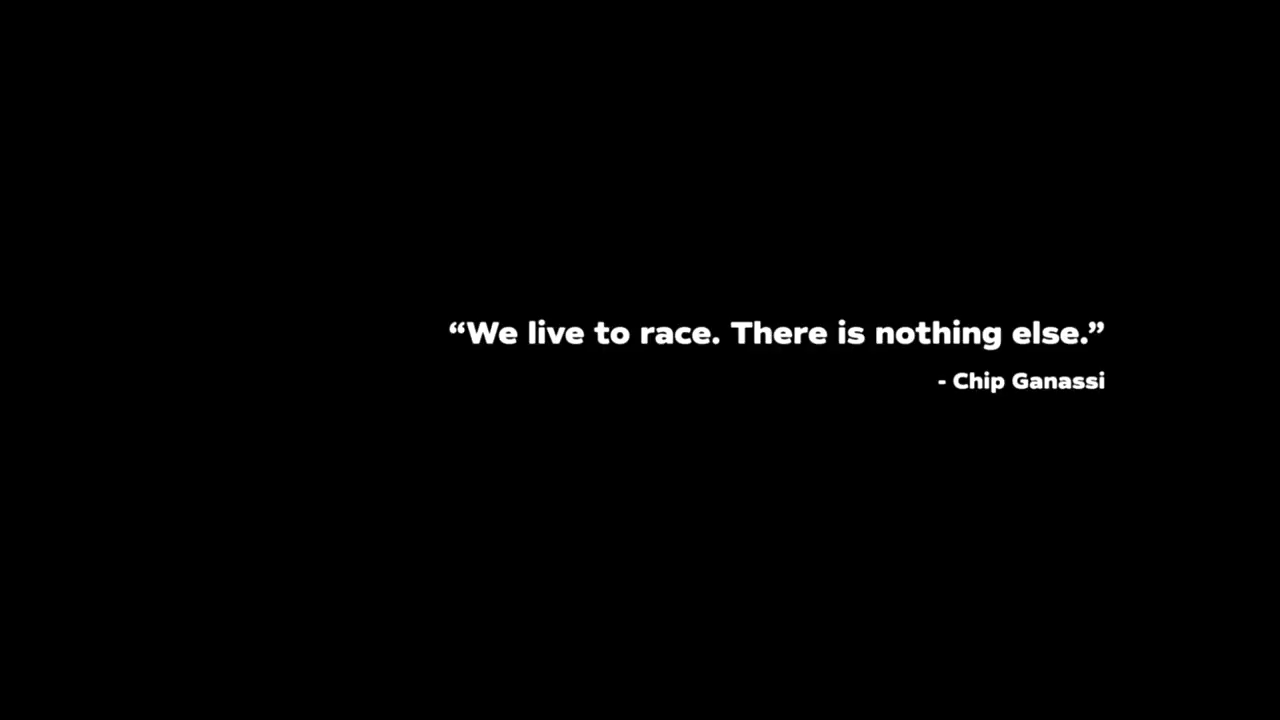 “We live to race. There is nothing else.”
- Chip Ganassi